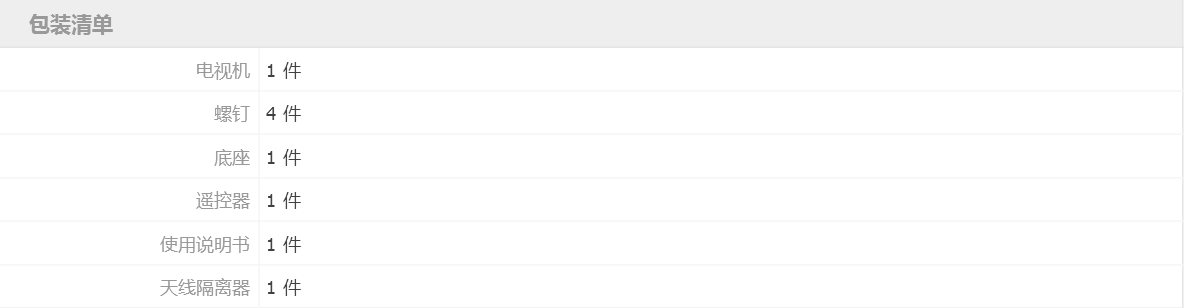 包装清单
电视机 1 件
螺钉 4 件
底座 1 件
遥控器 1 件
使用说明书 1 件
天线隔离器 1 件